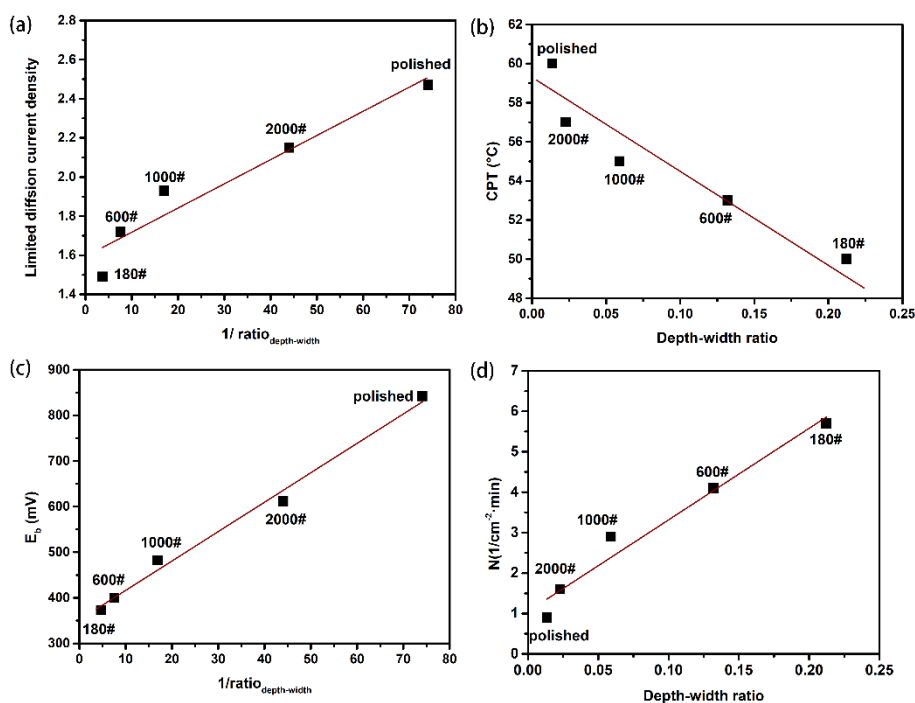 (a)
Limited diffsion current density
2.8
2.6
2.4
2.2
2.0
1.8
1.6
1.4
polished
2000#
1000#
600#
180#
0 10 20 30 40 50 60 70 80
1/ ratio depth-width
(b)
CPT (°C)
62
60
58
56
54
52
50
48
polished
2000#
1000#
600#
180#
0.00 0.05 0.10 0.15 0.20 0.25
Depth-width ratio
(c)
E_b (mV)
900
800
700
600
500
400
300
polished
2000#
1000#
600#
180#
0 10 20 30 40 50 60 70 80
1/ratio depth-width
(d)
N(1/cm⁻²·min)
7
6
5
4
3
2
1
0
180#
600#
1000#
2000#
polished
0.00 0.05 0.10 0.15 0.20 0.25
Depth-width ratio